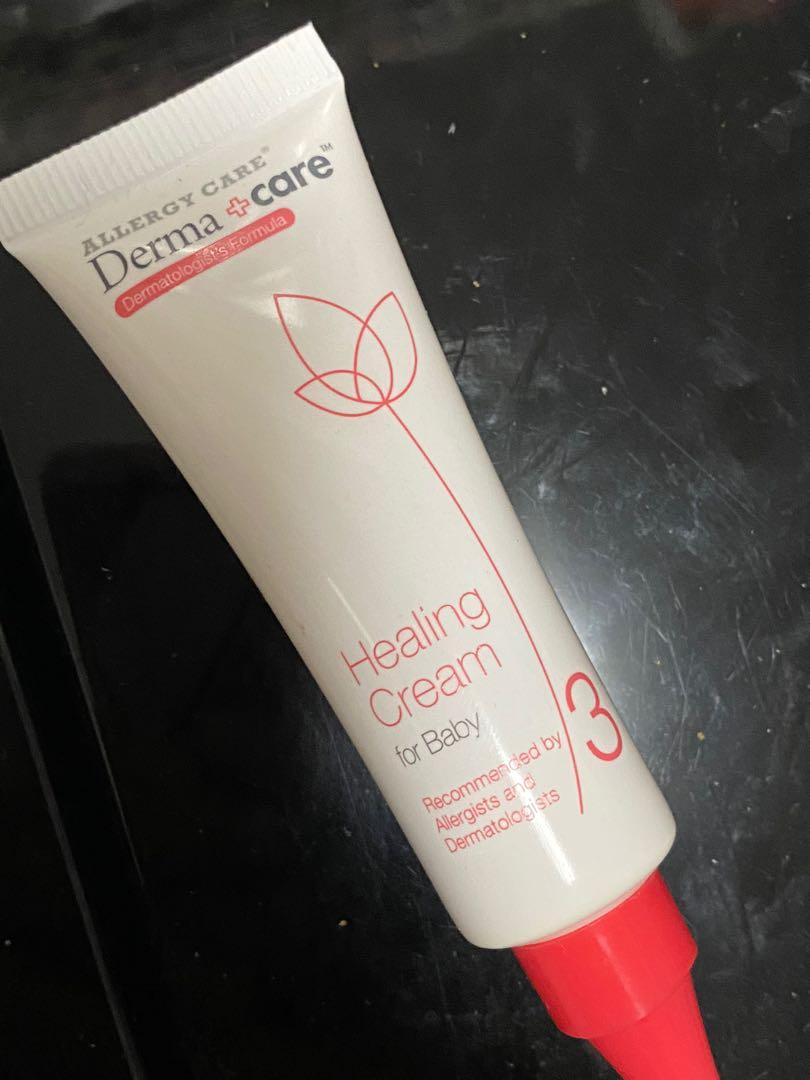 ALLERGY CARE®
Derma care™
Dermatologist's Formula
Healing
Cream
for Baby
3
Recommended by
Allergists and
Dermatologists